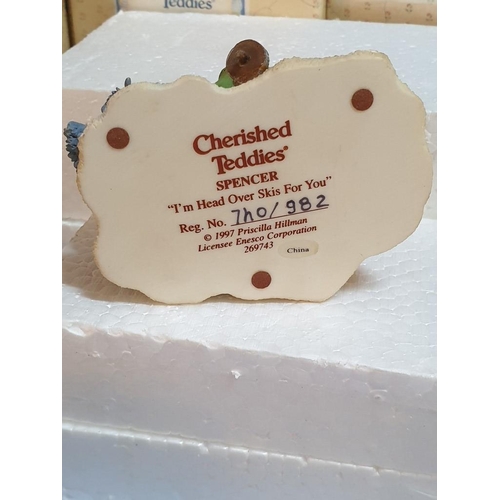 Teddies
Cherished
Teddies®
SPENCER
"I'm Head Over Skis For You"
Reg. No. 7h0/982
© 1997 Priscilla Hillman
Licensee Enesco Corporation
269743
China